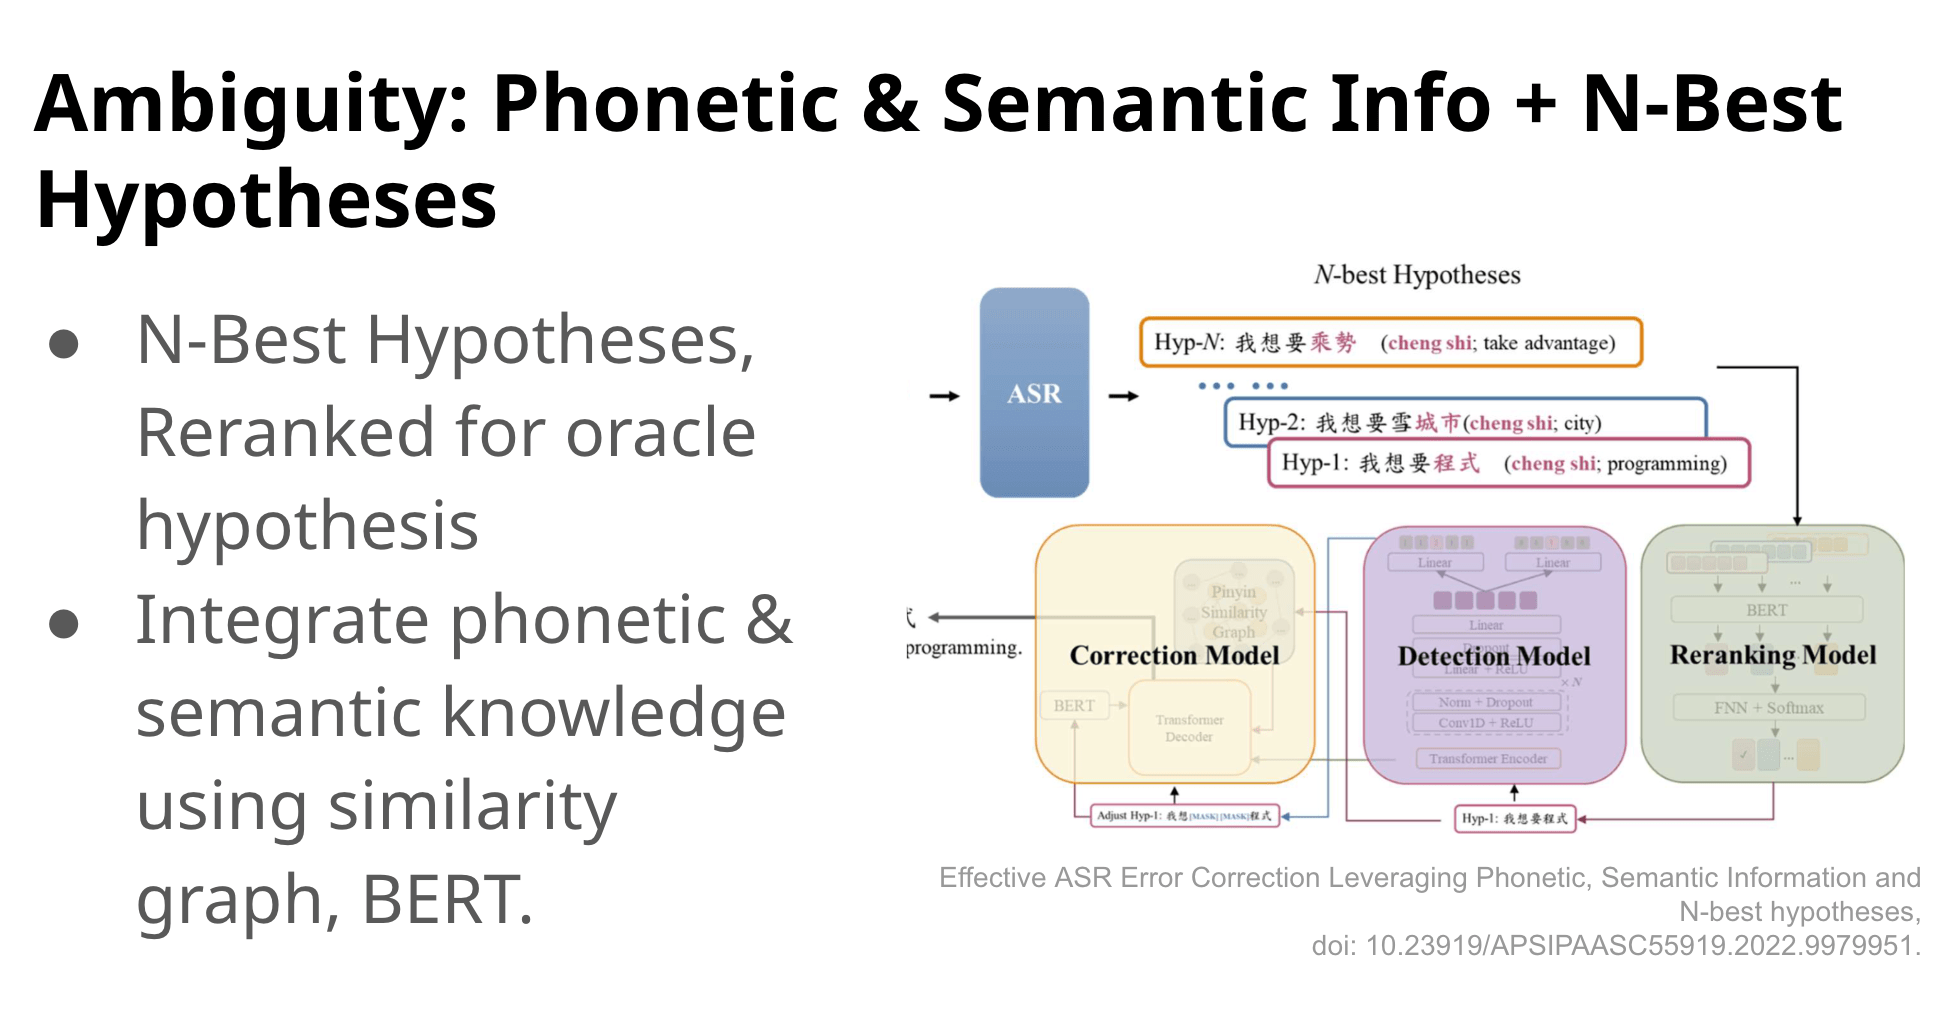 Ambiguity: Phonetic & Semantic Info + N-Best
Hypotheses
● N-Best Hypotheses,
Reranked for oracle
hypothesis
● Integrate phonetic &
semantic knowledge
using similarity
graph, BERT.
N-best Hypotheses
ASR
Hyp-N: 我想要乘勢 (cheng shi; take advantage)
··· ···
Hyp-2: 我想要雪城市(cheng shi; city)
Hyp-1: 我想要程式 (cheng shi; programming)
programming.
Correction Model
Pinyin
Similarity
Graph
BERT
Transformer
Decoder
Adjust Hyp-1: 我想[MASK][MASK]程式
Detection Model
Linear
Linear
Linear
Dropout
Linear + ReLU
×N
Norm + Dropout
Conv1D + ReLU
Transformer Encoder
Hyp-1: 我想要程式
Reranking Model
...
BERT
FNN + Softmax
✓
...
Effective ASR Error Correction Leveraging Phonetic, Semantic Information and
N-best hypotheses,
doi: 10.23919/APSIPAASC55919.2022.9979951.